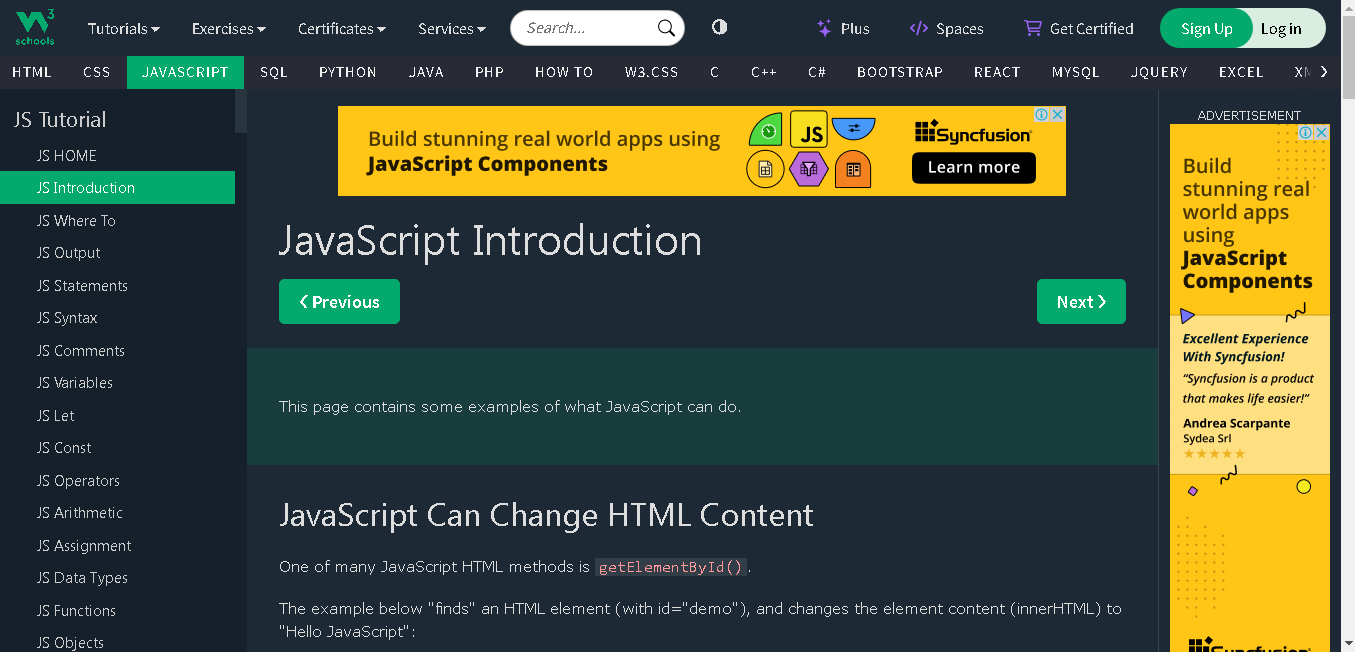 W 3
schools
Tutorials
Exercises
Certificates
Services
Search...
Plus
Spaces
Get Certified
Sign Up
Log in
HTML CSS JAVASCRIPT SQL PYTHON JAVA PHP HOW TO W3.CSS C C++ C# BOOTSTRAP REACT MYSQL JQUERY EXCEL
JS Tutorial
JS HOME
JS Introduction
JS Where To
JS Output
JS Statements
JS Syntax
JS Comments
JS Variables
JS Let
JS Const
JS Operators
JS Arithmetic
JS Assignment
JS Data Types
JS Functions
JS Objects
Build stunning real world apps using
JavaScript Components
JS
Syncfusion
Learn more
JavaScript Introduction
❮ Previous
Next ❯
This page contains some examples of what JavaScript can do.
JavaScript Can Change HTML Content
One of many JavaScript HTML methods is getElementById().
The example below "finds" an HTML element (with id="demo"), and changes the element content (innerHTML) to
"Hello JavaScript":
ADVERTISEMENT
Build
stunning real
world apps
using
JavaScript
Components
Excellent Experience
With Syncfusion!
“Syncfusion is a product
that makes life easier!”
Andrea Scarpante
Sydea Srl
Syncfusion